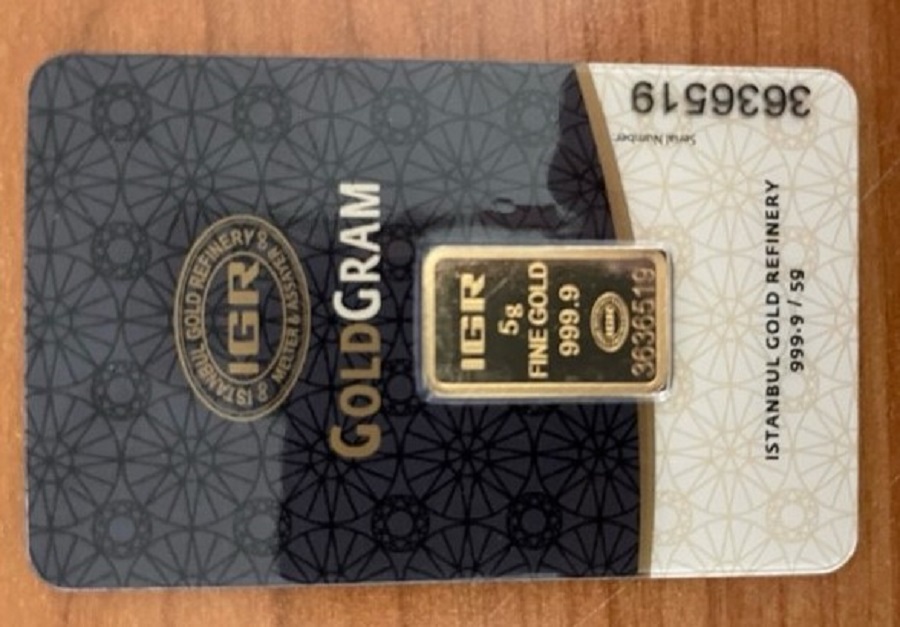 ISTANBUL GOLD REFINERY
MELTER & ASSAYER
IGR
GOLDGRAM
IGR
5g
FINE GOLD
999.9
IGR
3636519
Serial Number:
3636519
ISTANBUL GOLD REFINERY
999.9 / 5g